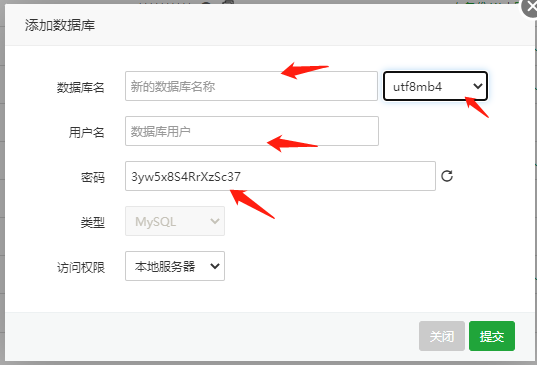 添加数据库
数据库名 新的数据库名称 utf8mb4
用户名 数据库用户
密码 3yw5x8S4RrXzSc37
类型 MySQL
访问权限 本地服务器
关闭 提交